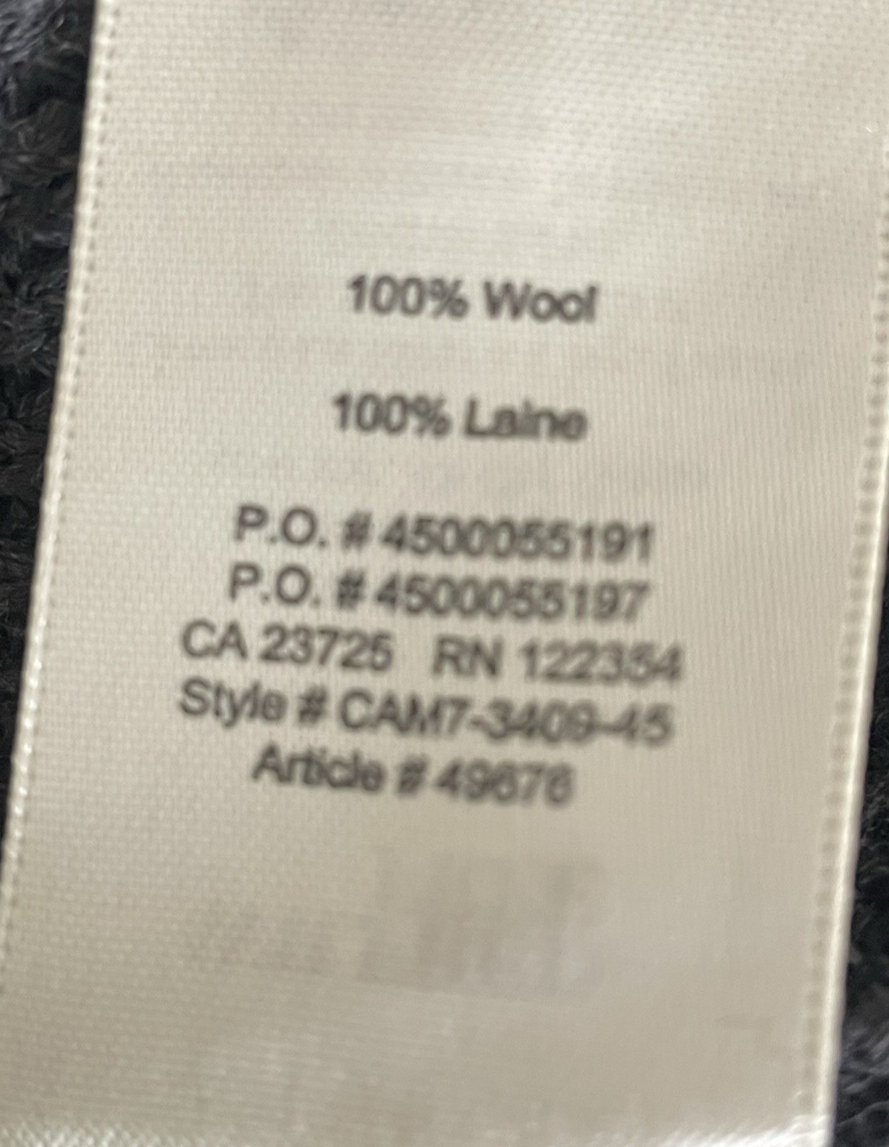 100% Wool
100% Laine
P.O. # 4500055191
P.O. # 4500055197
CA 23725 RN 122354
Style # CAM7-3409-45
Article # 49676